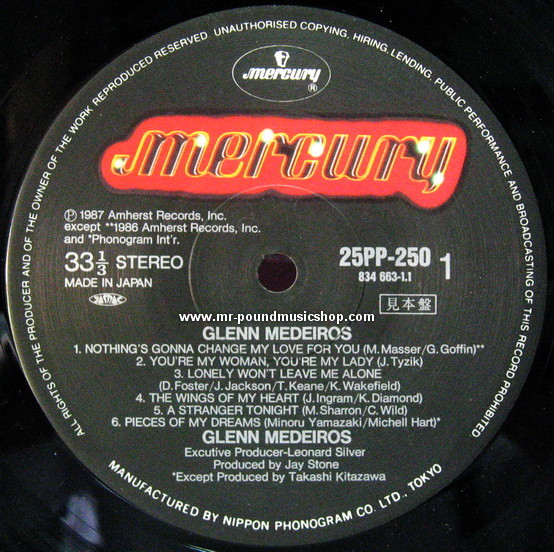 ALL RIGHTS OF THE PRODUCER AND OF THE OWNER OF THE WORK REPRODUCED RESERVED UNAUTHORISED COPYING, HIRING, LENDING, PUBLIC PERFORMANCE AND BROADCASTING OF THIS RECORD PROHIBITED
mercury ®
mercury
℗ 1987 Amherst Records, Inc.
except **1986 Amherst Records, Inc.
and *Phonogram Int'r.
33 1/3 STEREO
MADE IN JAPAN
JASRAC
25PP-250 1
834 663-1.1
見本盤
www.mr-poundmusicshop.com
GLENN MEDEIROS
1. NOTHING'S GONNA CHANGE MY LOVE FOR YOU (M. Masser/G. Goffin)**
2. YOU'RE MY WOMAN, YOU'RE MY LADY (J. Tyzik)
3. LONELY WON'T LEAVE ME ALONE
(D. Foster/J. Jackson/T. Keane/K. Wakefield)
4. THE WINGS OF MY HEART (J. Ingram/K. Diamond)
5. A STRANGER TONIGHT (M. Sharron/C. Wild)
6. PIECES OF MY DREAMS (Minoru Yamazaki/Michell Hart)*
GLENN MEDEIROS
Excutive Producer-Leonard Silver
Produced by Jay Stone
*Except Produced by Takashi Kitazawa
MANUFACTURED BY NIPPON PHONOGRAM CO. LTD., TOKYO